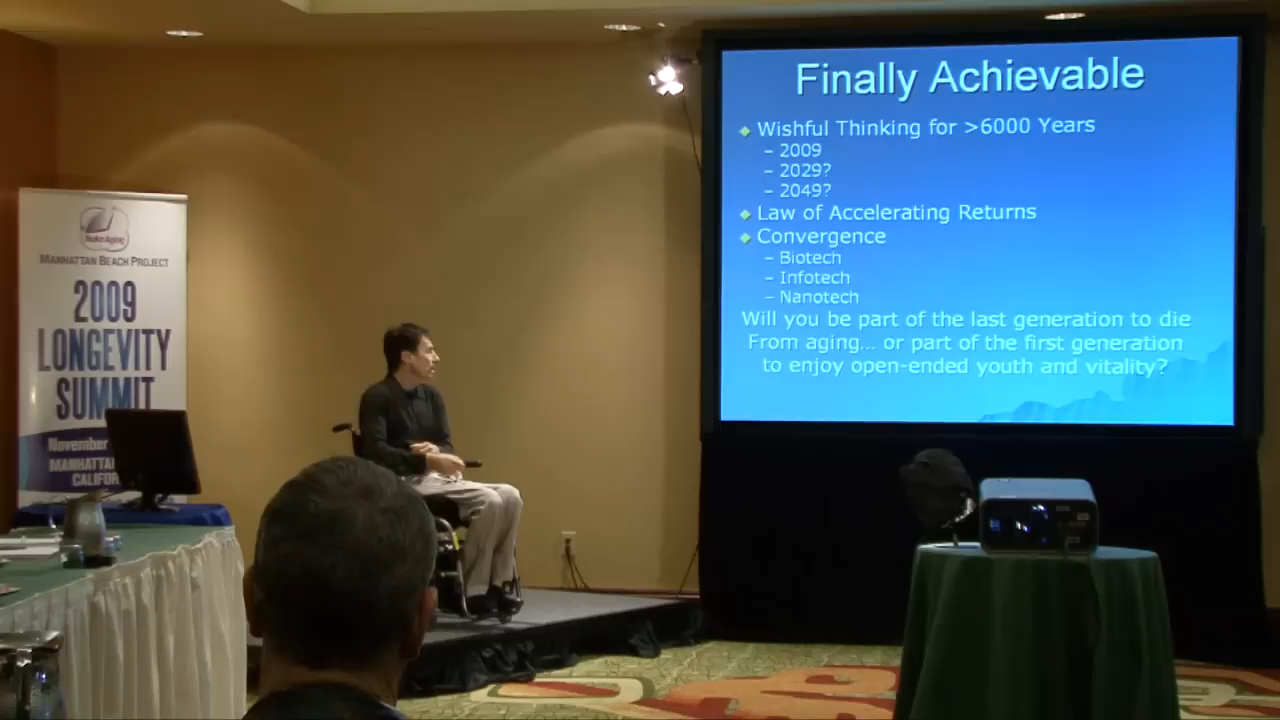 Finally Achievable
Wishful Thinking for >6000 Years
– 2009
– 2029?
– 2049?
Law of Accelerating Returns
Convergence
– Biotech
– Infotech
– Nanotech
Will you be part of the last generation to die
From aging... or part of the first generation
to enjoy open-ended youth and vitality?
MANHATTAN BEACH PROJECT
2009
LONGEVITY
SUMMIT
November
MANHATTA
CALIFOR